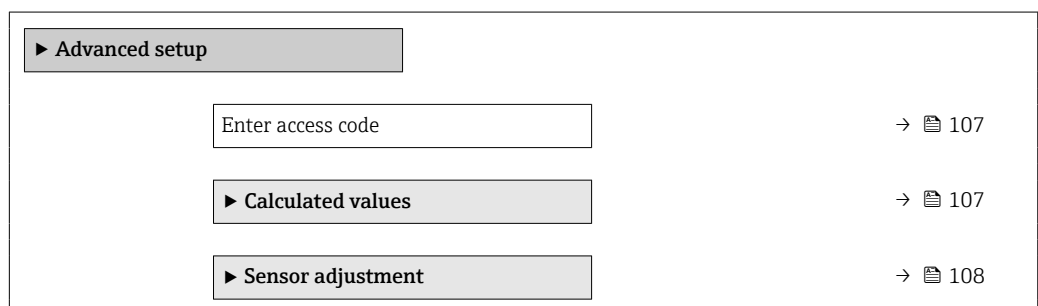 ▶ Advanced setup
Enter access code → 🖹 107
▶ Calculated values → 🖹 107
▶ Sensor adjustment → 🖹 108